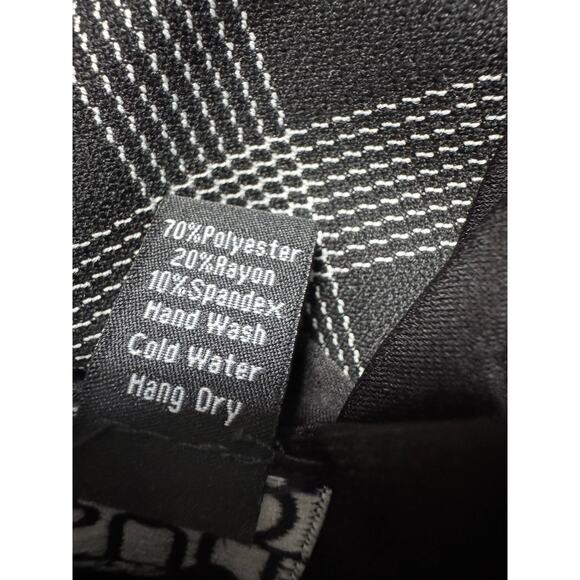 70%Polyester
20%Rayon
10%Spandex
Hand Wash
Cold Water
Hang Dry